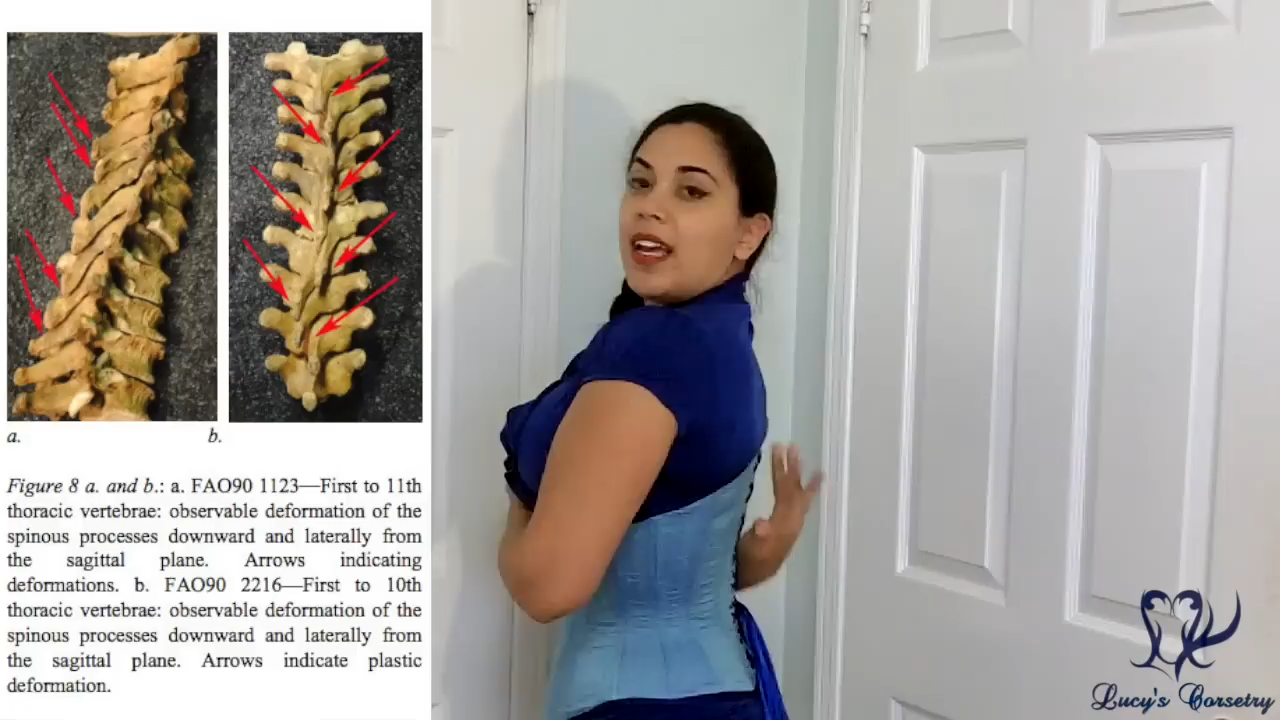 a.
b.
Figure 8 a. and b.: a. FAO90 1123—First to 11th
thoracic vertebrae: observable deformation of the
spinous processes downward and laterally from
the sagittal plane. Arrows indicating
deformations. b. FAO90 2216—First to 10th
thoracic vertebrae: observable deformation of the
spinous processes downward and laterally from
the sagittal plane. Arrows indicate plastic
deformation.
Lucy's Corsetry